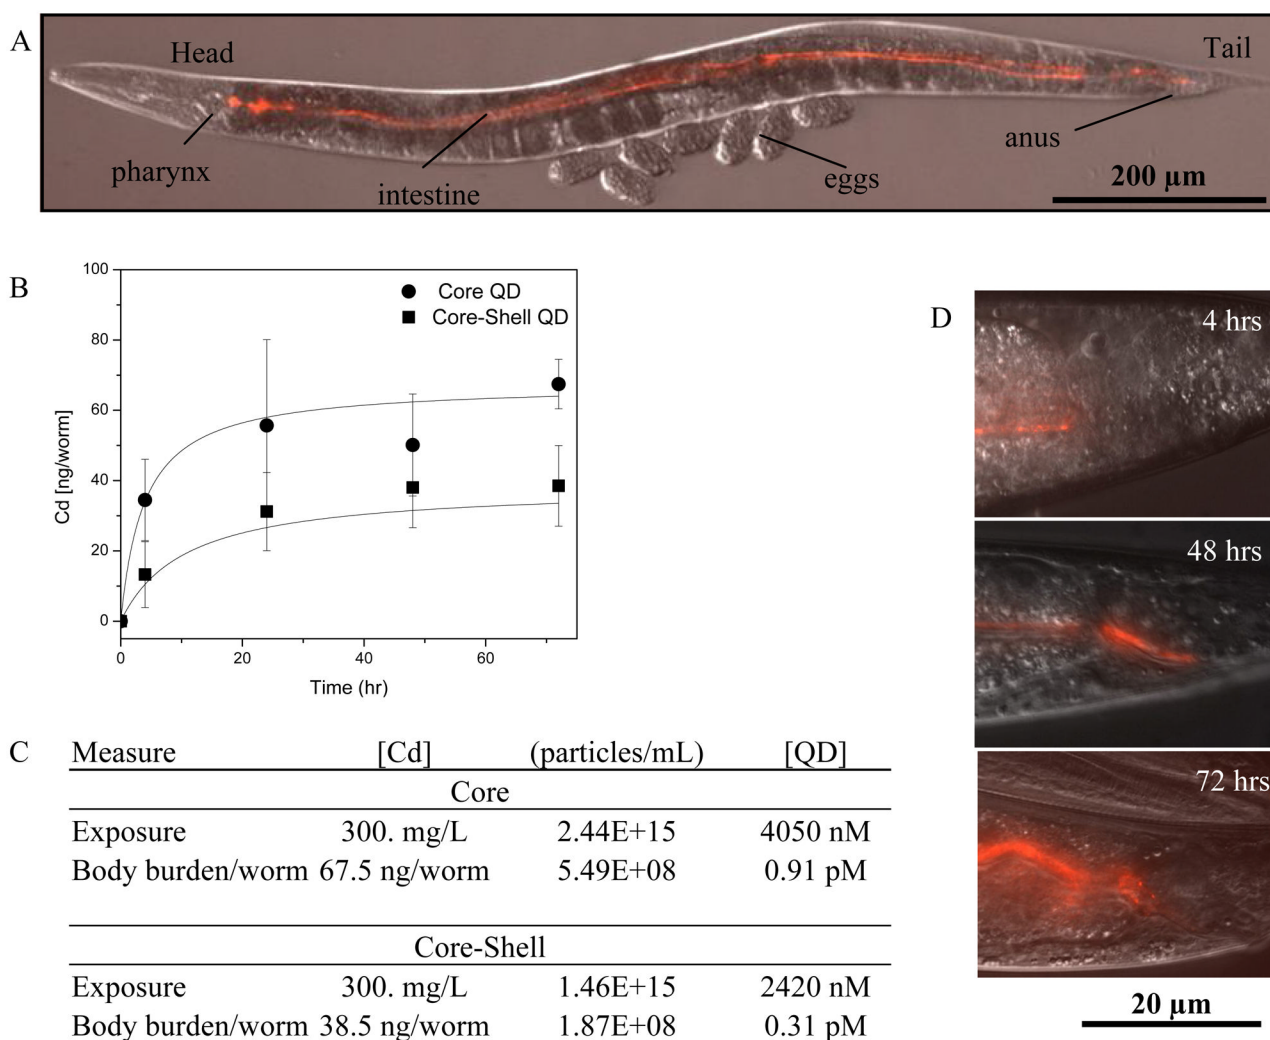 A
Head
Tail
pharynx
intestine
eggs
anus
200 µm
B
100
80
60
40
20
0
Cd [ng/worm]
Core QD
Core-Shell QD
0
20
40
60
Time (hr)
D
4 hrs
48 hrs
72 hrs
20 µm
C
Measure [Cd] (particles/mL) [QD]
Core
Exposure 300. mg/L 2.44E+15 4050 nM
Body burden/worm 67.5 ng/worm 5.49E+08 0.91 pM
Core-Shell
Exposure 300. mg/L 1.46E+15 2420 nM
Body burden/worm 38.5 ng/worm 1.87E+08 0.31 pM